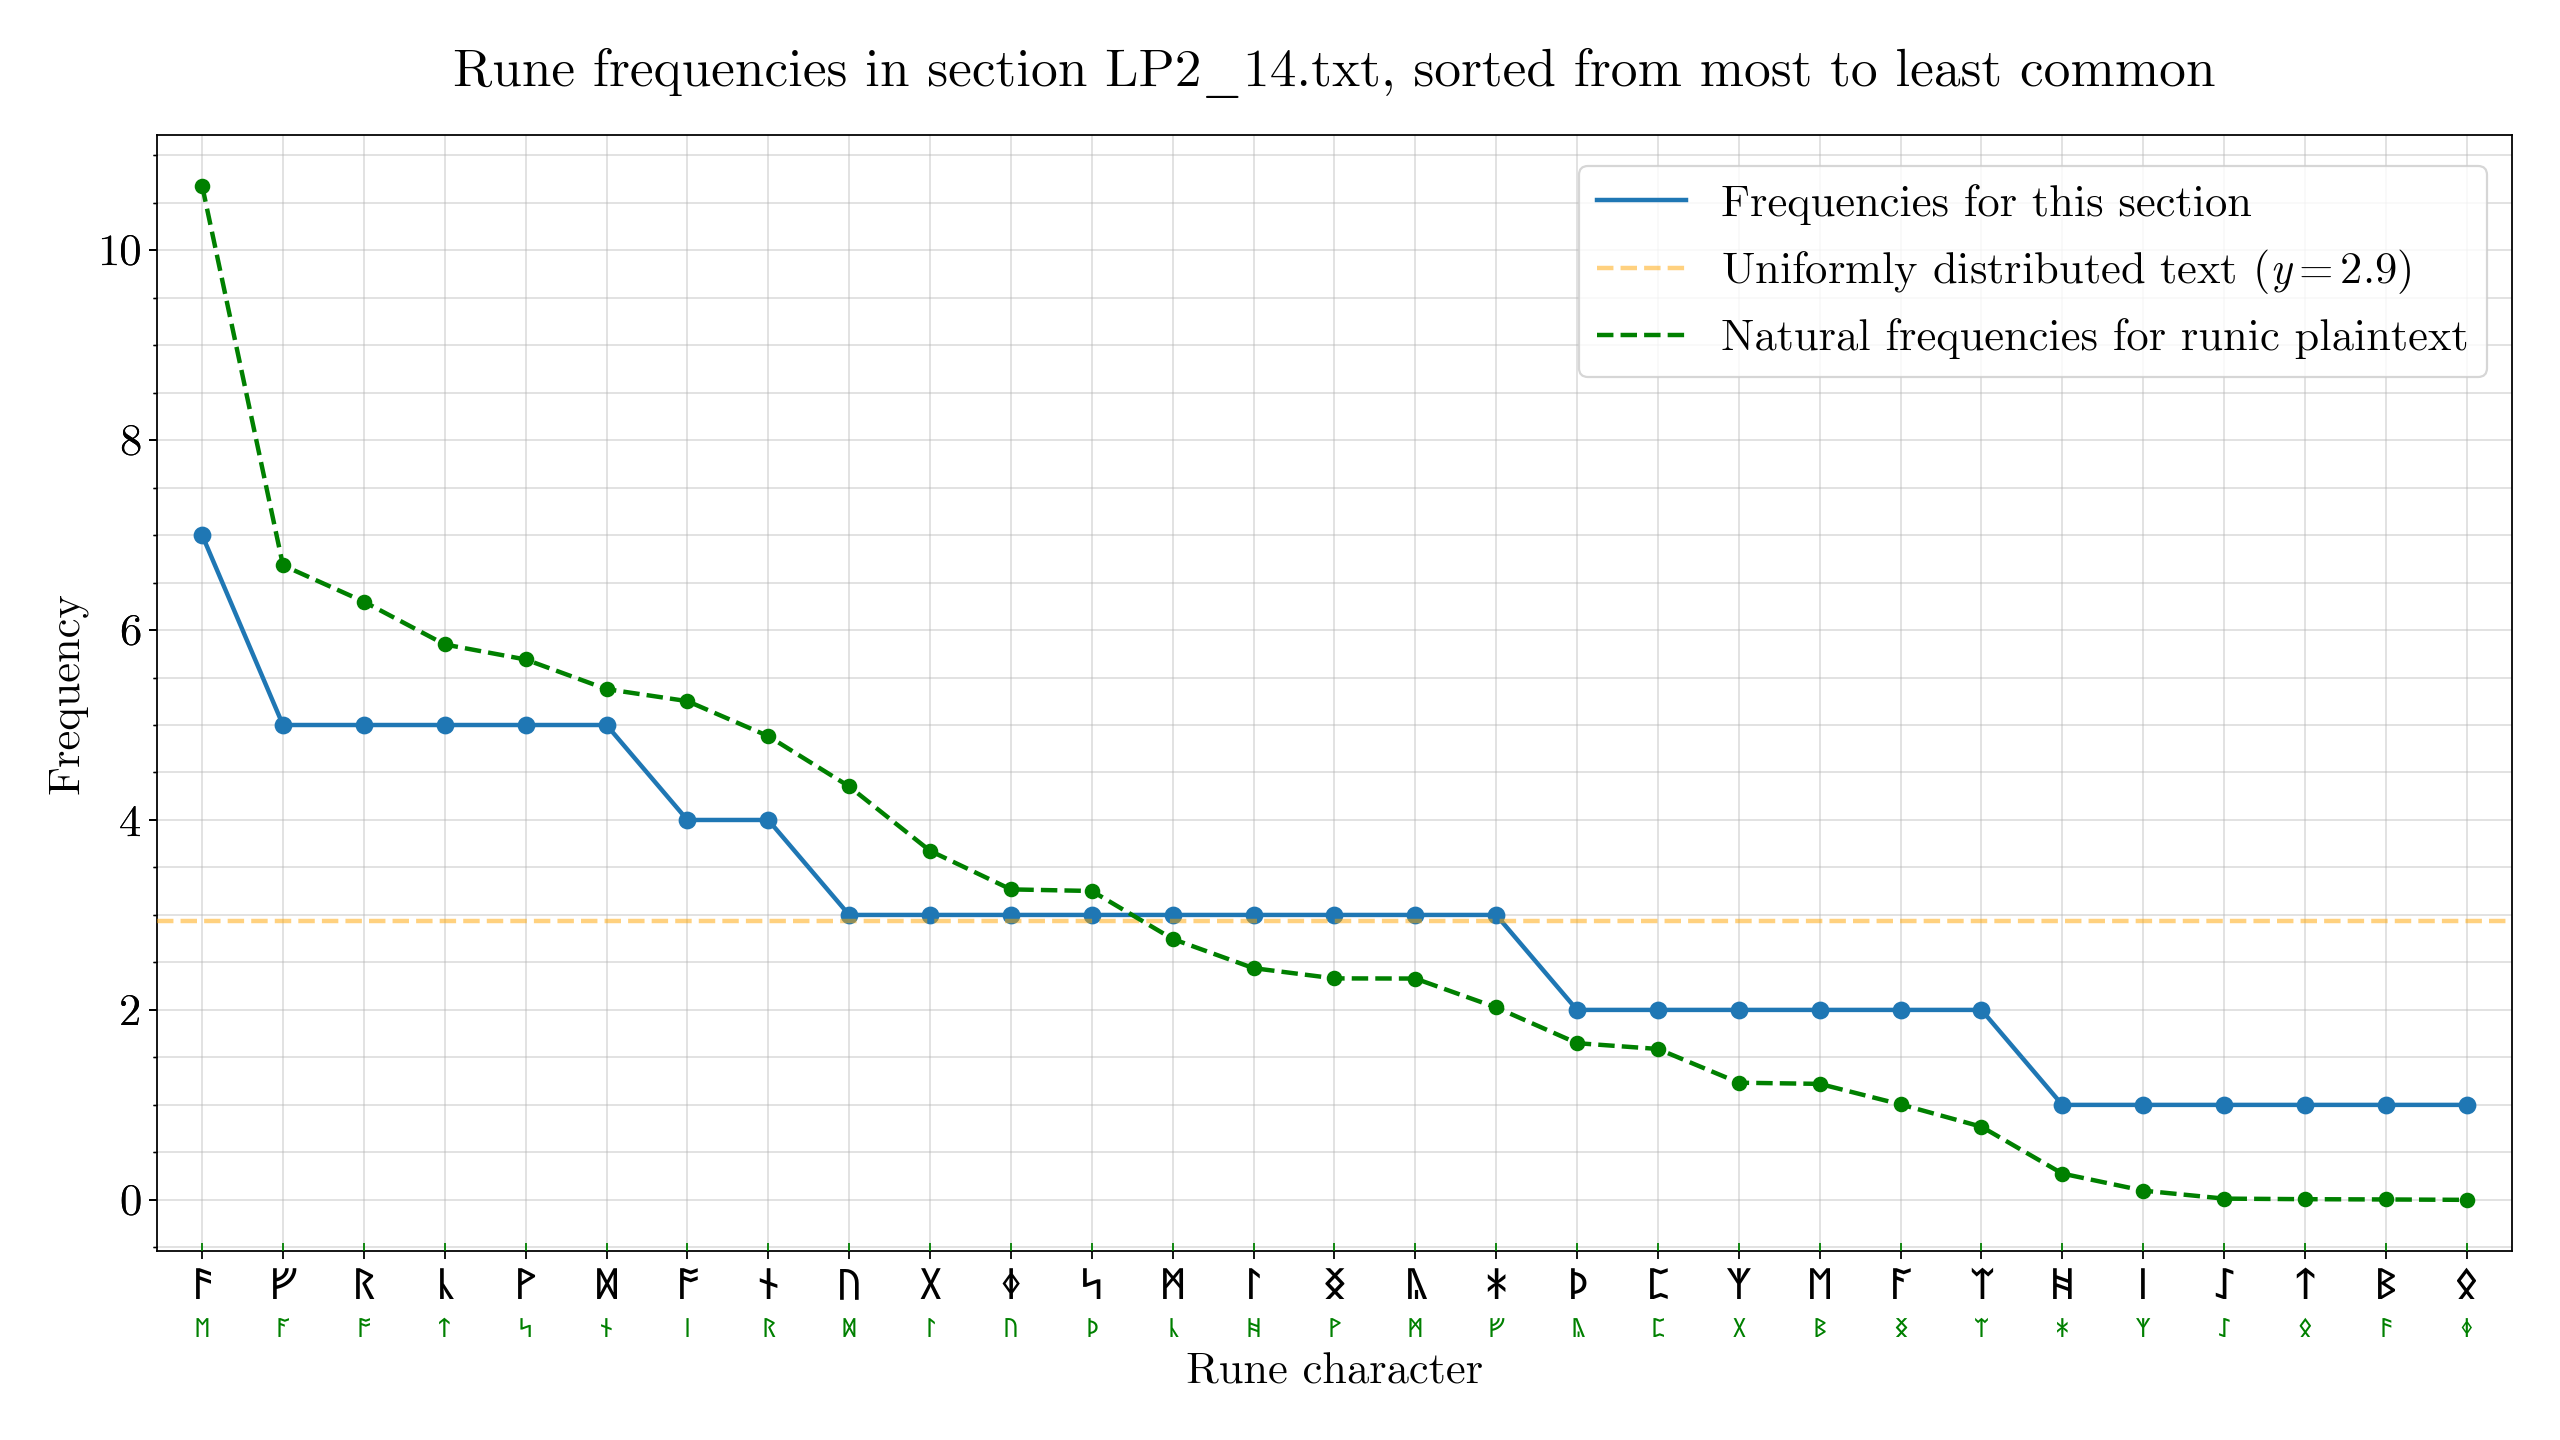 Rune frequencies in section LP2_14.txt, sorted from most to least common
Frequencies for this section
Uniformly distributed text (y = 2.9)
Natural frequencies for runic plaintext
10
8
6
4
2
0
Frequency
ᚫ ᚠ ᚱ ᚳ ᚹ ᛞ ᚩ ᚾ ᚢ ᚷ ᛄ ᛋ ᛗ ᛚ ᛝ ᚣ ᛡ ᚦ ᛈ ᛉ ᛖ ᚪ ᛠ ᚻ ᛁ ᛇ ᛏ ᛒ ᛟ
ᛖ ᚪ ᚩ ᛏ ᛋ ᚾ ᛁ ᚱ ᛞ ᛚ ᚢ ᚦ ᚳ ᚻ ᚹ ᛗ ᚠ ᚣ ᛈ ᚷ ᛒ ᛝ ᛠ ᛡ ᛉ ᛇ ᛟ ᚫ ᛄ
Rune character